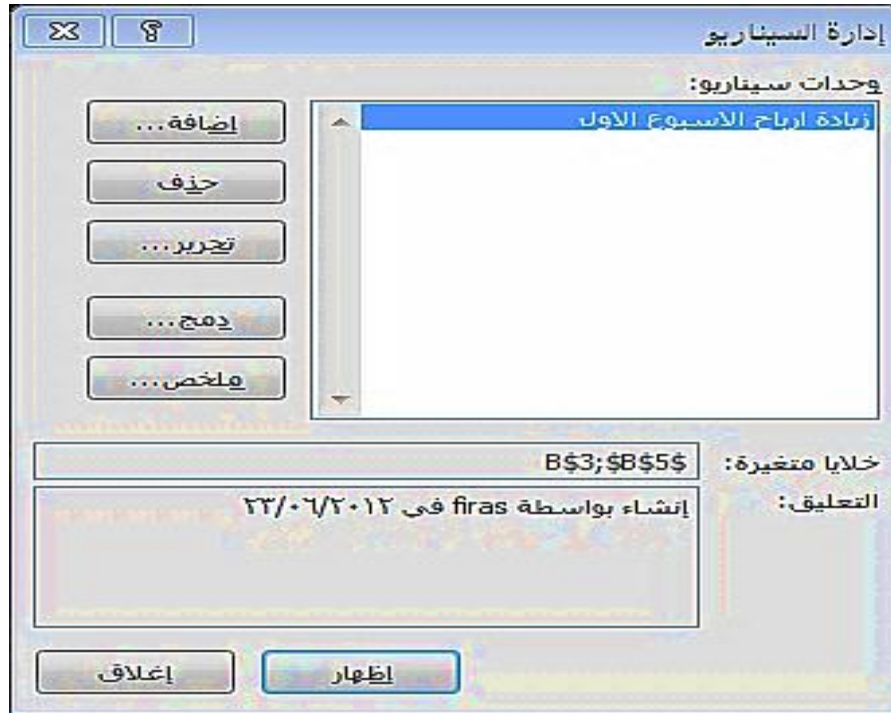 إدارة السيناريو
وحدات سيناريو:
زيادة ارباح الاسبوع الاول
إضافة...
حذف
تحرير...
دمج...
ملخص...
خلايا متغيرة:
B$3;$B$5$
التعليق:
إنشاء بواسطة firas في ٢٣/٠٦/٢٠١٢
إظهار
إغلاق